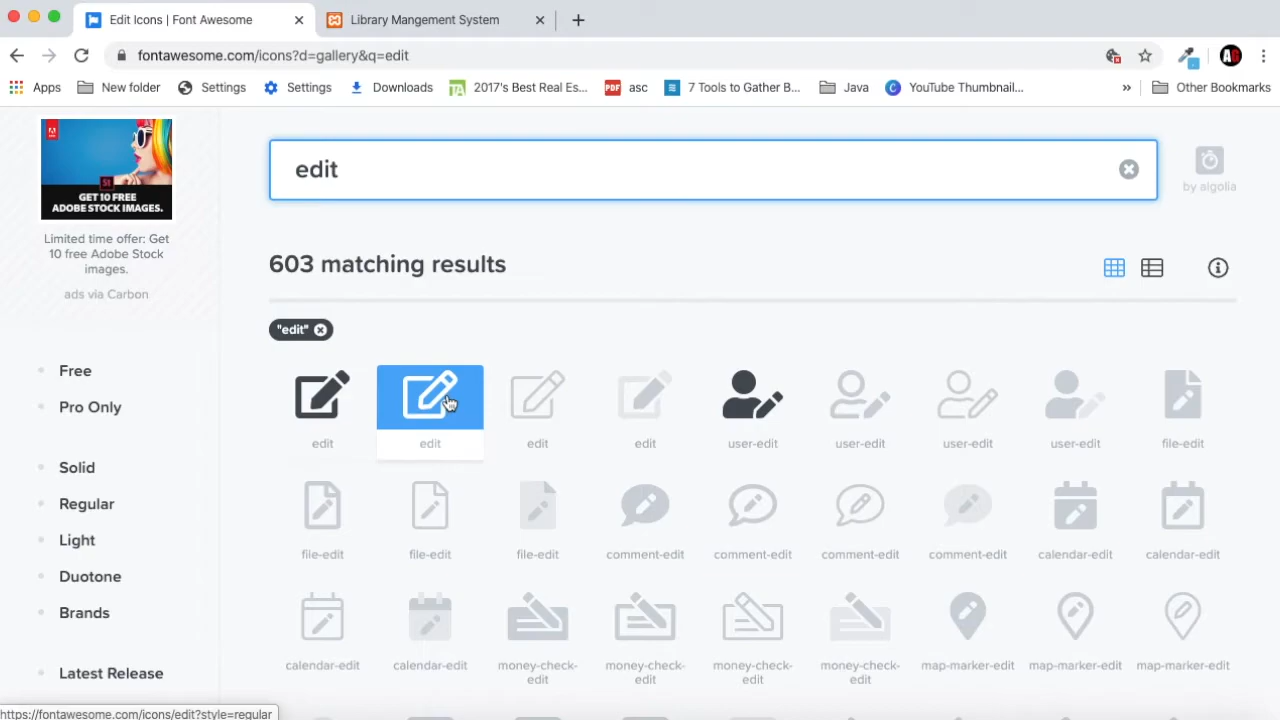 Edit Icons | Font Awesome
Library Mangement System
fontawesome.com/icons?d=gallery&q=edit
AG
Apps
New folder
Settings
Settings
Downloads
TA
2017's Best Real Es...
PDF
asc
7 Tools to Gather B...
Java
C
YouTube Thumbnail...
»
Other Bookmarks
St
GET 10 FREE
ADOBE STOCK IMAGES.
Limited time offer: Get
10 free Adobe Stock
images.
ads via Carbon
edit
by algolia
603 matching results
"edit"
Free
Pro Only
Solid
Regular
Light
Duotone
Brands
Latest Release
edit
edit
edit
edit
user-edit
user-edit
user-edit
user-edit
file-edit
file-edit
file-edit
file-edit
comment-edit
comment-edit
comment-edit
comment-edit
calendar-edit
calendar-edit
calendar-edit
calendar-edit
money-check-
edit
money-check-
edit
money-check-
edit
money-check-
edit
map-marker-edit
map-marker-edit
map-marker-edit
https://fontawesome.com/icons/edit?style=regular